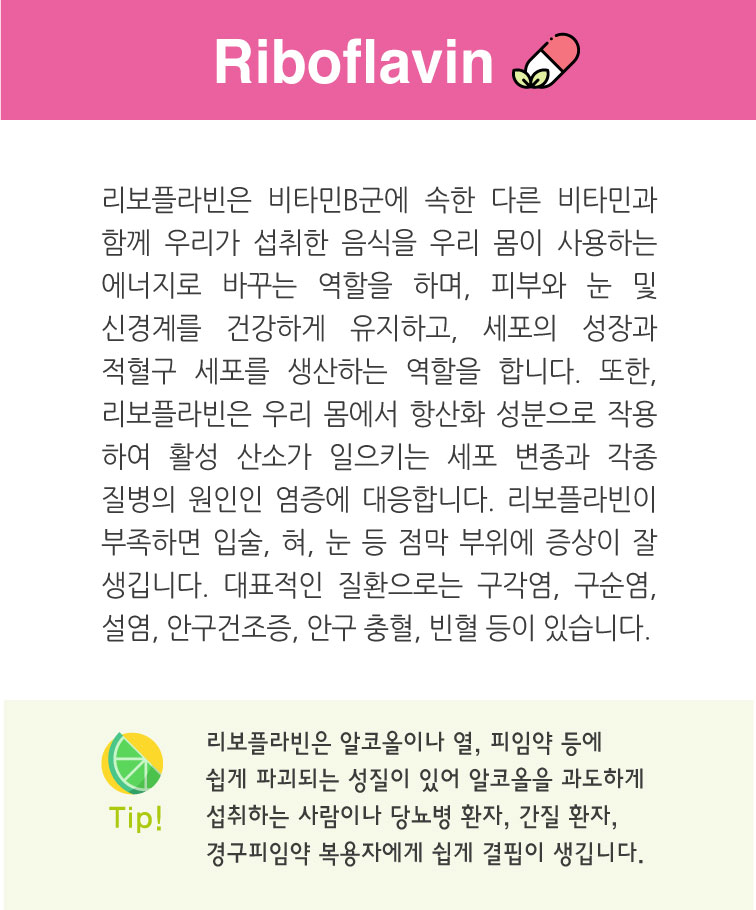 Riboflavin
리보플라빈은 비타민B군에 속한 다른 비타민과
함께 우리가 섭취한 음식을 우리 몸이 사용하는
에너지로 바꾸는 역할을 하며, 피부와 눈 및
신경계를 건강하게 유지하고, 세포의 성장과
적혈구 세포를 생산하는 역할을 합니다. 또한,
리보플라빈은 우리 몸에서 항산화 성분으로 작용
하여 활성 산소가 일으키는 세포 변종과 각종
질병의 원인인 염증에 대응합니다. 리보플라빈이
부족하면 입술, 혀, 눈 등 점막 부위에 증상이 잘
생깁니다. 대표적인 질환으로는 구각염, 구순염,
설염, 안구건조증, 안구 충혈, 빈혈 등이 있습니다.
리보플라빈은 알코올이나 열, 피임약 등에
쉽게 파괴되는 성질이 있어 알코올을 과도하게
섭취하는 사람이나 당뇨병 환자, 간질 환자,
경구피임약 복용자에게 쉽게 결핍이 생깁니다.
Tip!